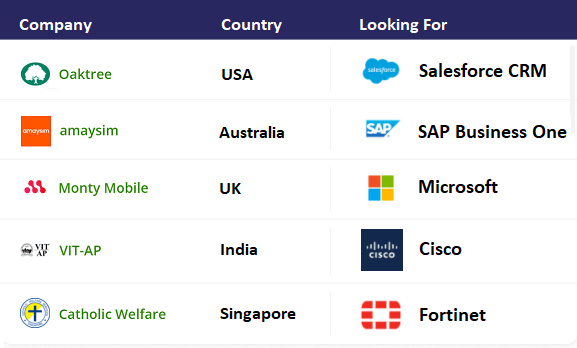 Company Country Looking For
Oaktree USA salesforce Salesforce CRM
amaysim amaysim Australia SAP SAP Business One
Monty Mobile UK Microsoft
VIT AP VIT-AP India CISCO Cisco
Catholic Welfare Singapore Fortinet